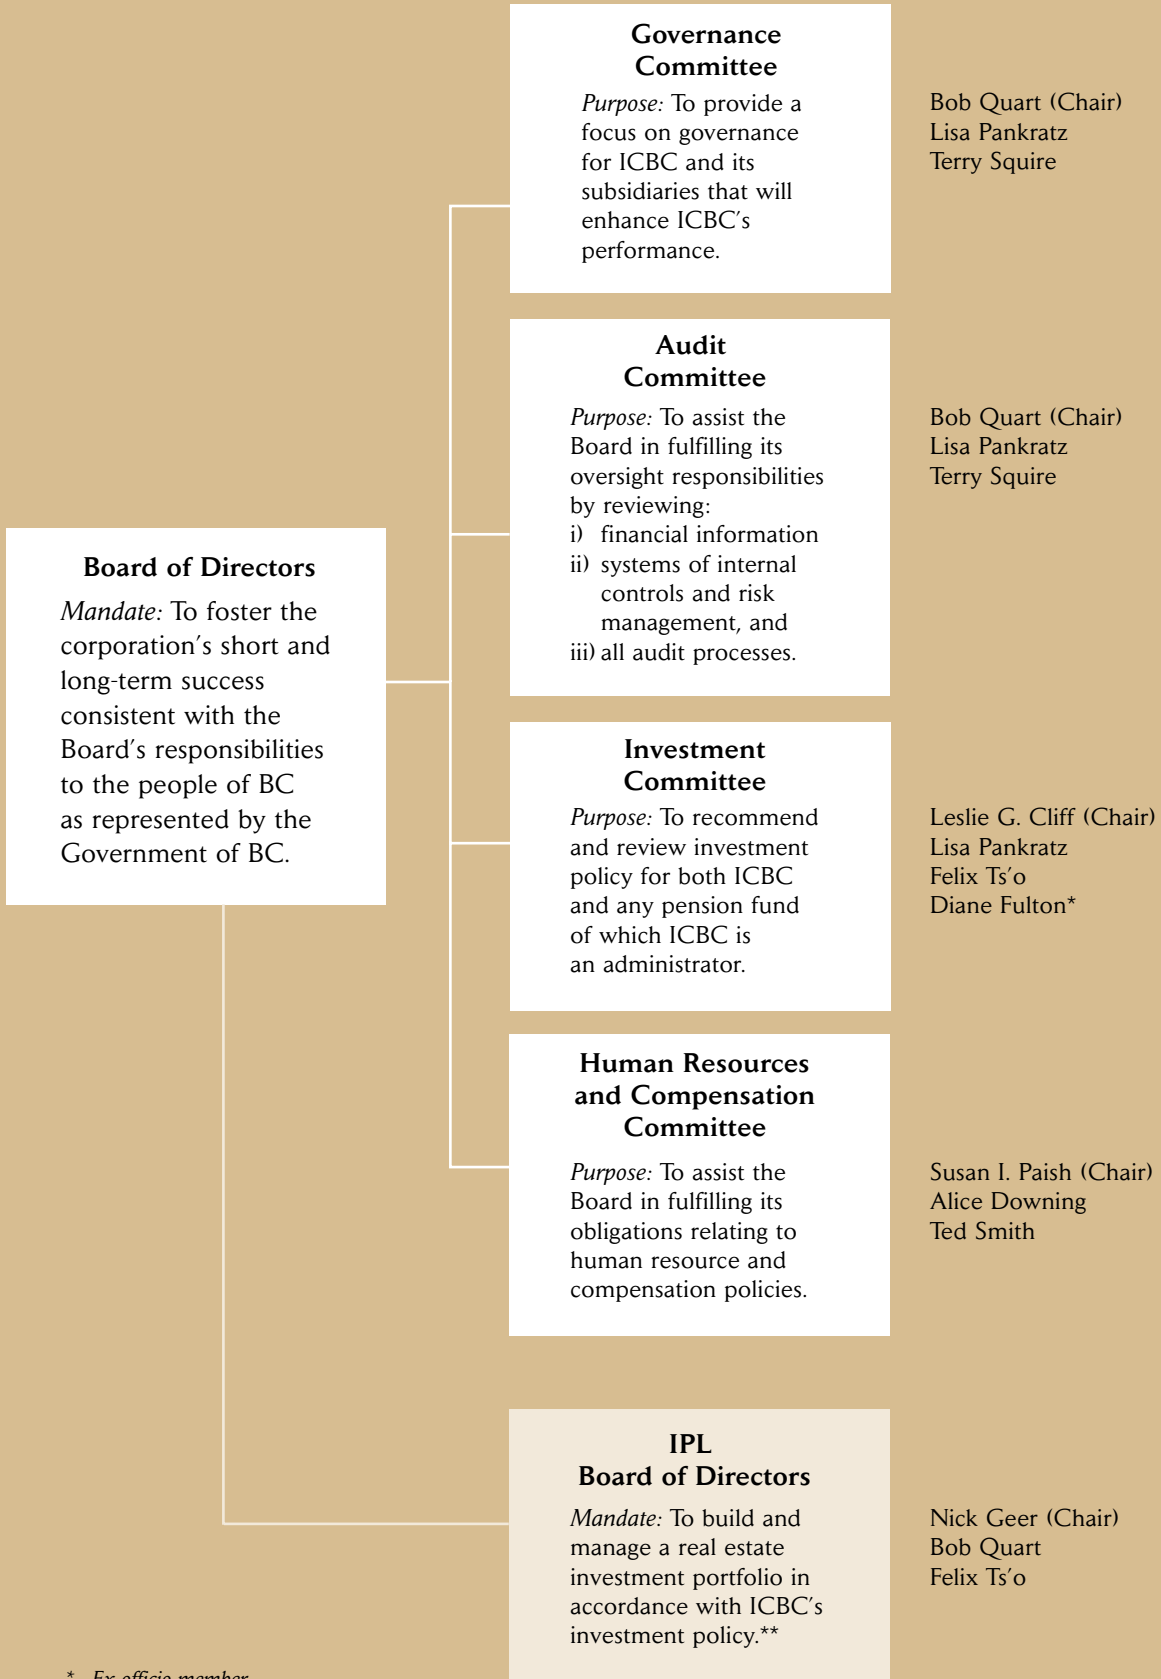 Governance
Committee
Purpose: To provide a
focus on governance
for ICBC and its
subsidiaries that will
enhance ICBC's
performance.
Bob Quart (Chair)
Lisa Pankratz
Terry Squire
Audit
Committee
Purpose: To assist the
Board in fulfilling its
oversight responsibilities
by reviewing:
i) financial information
ii) systems of internal
controls and risk
management, and
iii) all audit processes.
Bob Quart (Chair)
Lisa Pankratz
Terry Squire
Board of Directors
Mandate: To foster the
corporation's short and
long-term success
consistent with the
Board's responsibilities
to the people of BC
as represented by the
Government of BC.
Investment
Committee
Purpose: To recommend
and review investment
policy for both ICBC
and any pension fund
of which ICBC is
an administrator.
Leslie G. Cliff (Chair)
Lisa Pankratz
Felix Ts'o
Diane Fulton*
Human Resources
and Compensation
Committee
Purpose: To assist the
Board in fulfilling its
obligations relating to
human resource and
compensation policies.
Susan I. Paish (Chair)
Alice Downing
Ted Smith
IPL
Board of Directors
Mandate: To build and
manage a real estate
investment portfolio in
accordance with ICBC's
investment policy.**
Nick Geer (Chair)
Bob Quart
Felix Ts'o
* Ex officio member